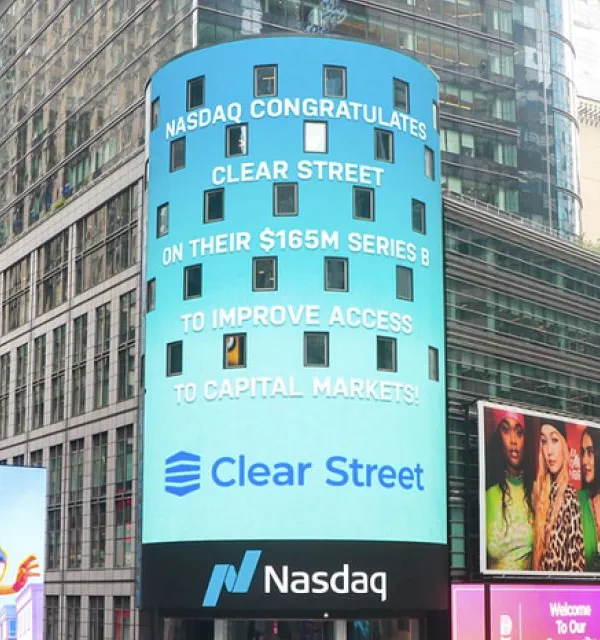 NASDAQ CONGRATULATES
CLEAR STREET
ON THEIR $165M SERIES B
TO IMPROVE ACCESS
TO CAPITAL MARKETS!
Clear Street
Nasdaq
Welcome
To Our